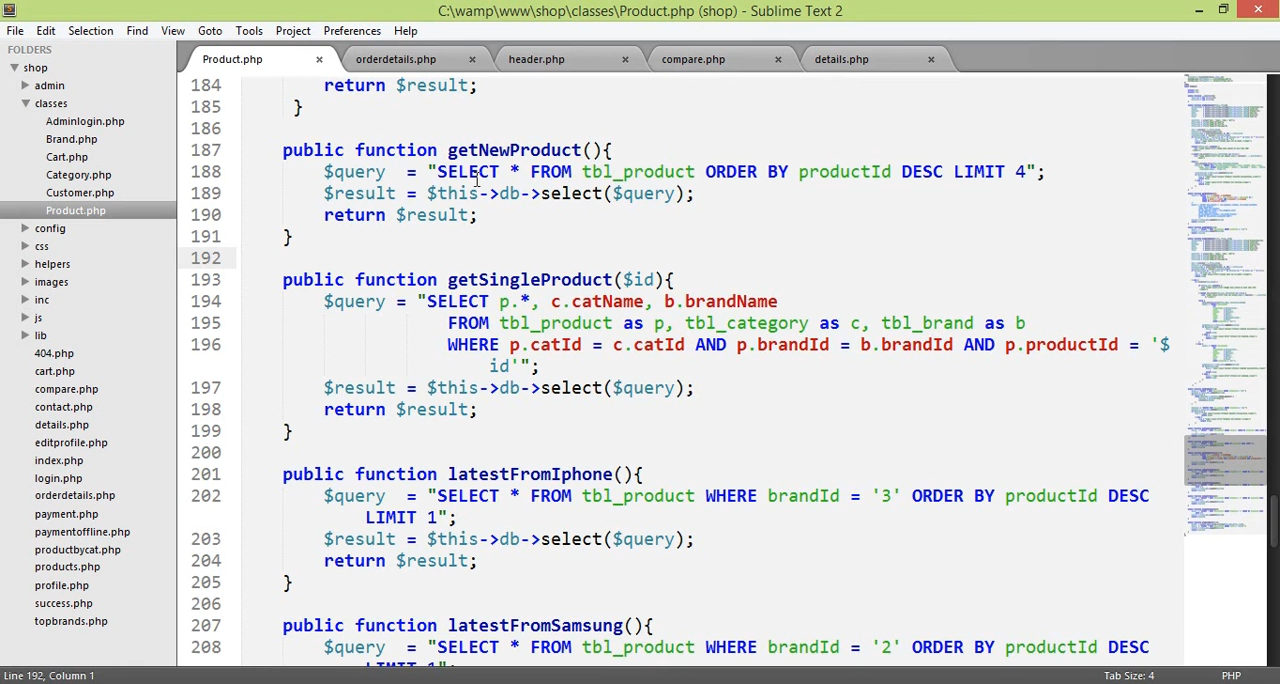 C:\wamp\www\shop\classes\Product.php (shop) - Sublime Text 2
File Edit Selection Find View Goto Tools Project Preferences Help
FOLDERS
shop
admin
classes
Adminlogin.php
Brand.php
Cart.php
Category.php
Customer.php
Product.php
config
css
helpers
images
inc
js
lib
404.php
cart.php
compare.php
contact.php
details.php
editprofile.php
index.php
login.php
orderdetails.php
payment.php
paymentoffline.php
productbycat.php
products.php
profile.php
success.php
topbrands.php
Product.php orderdetails.php header.php compare.php details.php
184 return $result;
185 }
186
187 public function getNewProduct(){
188 $query = "SELECT * FROM tbl_product ORDER BY productId DESC LIMIT 4";
189 $result = $this->db->select($query);
190 return $result;
191 }
192
193 public function getSingleProduct($id){
194 $query = "SELECT p.*, c.catName, b.brandName
195 FROM tbl_product as p, tbl_category as c, tbl_brand as b
196 WHERE p.catId = c.catId AND p.brandId = b.brandId AND p.productId = '$
id'";
197 $result = $this->db->select($query);
198 return $result;
199 }
200
201 public function latestFromIphone(){
202 $query = "SELECT * FROM tbl_product WHERE brandId = '3' ORDER BY productId DESC
LIMIT 1";
203 $result = $this->db->select($query);
204 return $result;
205 }
206
207 public function latestFromSamsung(){
208 $query = "SELECT * FROM tbl_product WHERE brandId = '2' ORDER BY productId DESC
LIMIT 1";
Line 192, Column 1 Tab Size: 4 PHP